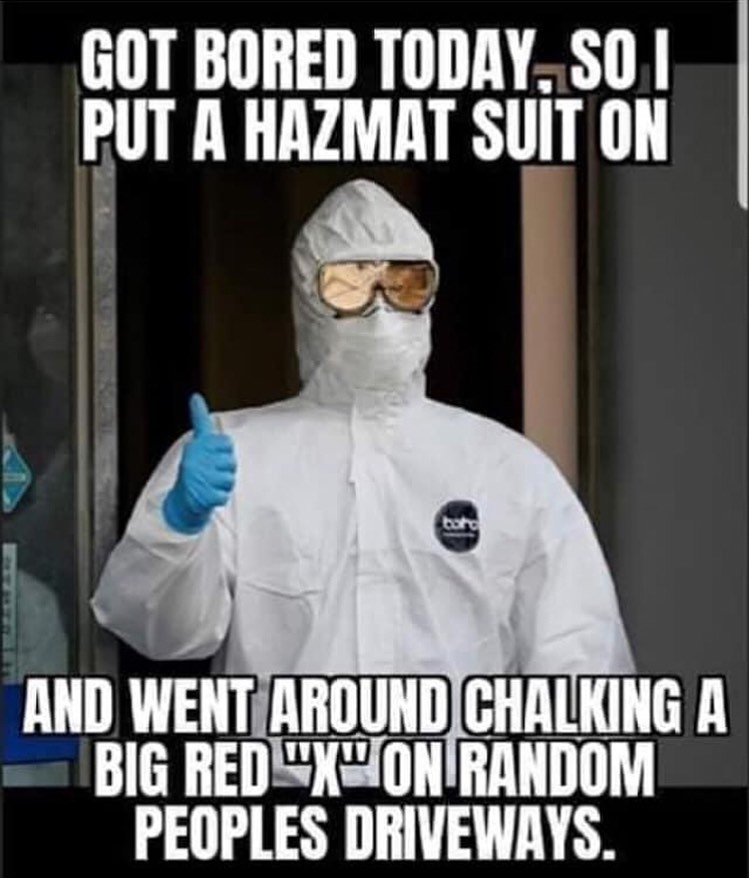 GOT BORED TODAY, SO I
PUT A HAZMAT SUIT ON
AND WENT AROUND CHALKING A
BIG RED "X" ON RANDOM
PEOPLES DRIVEWAYS.